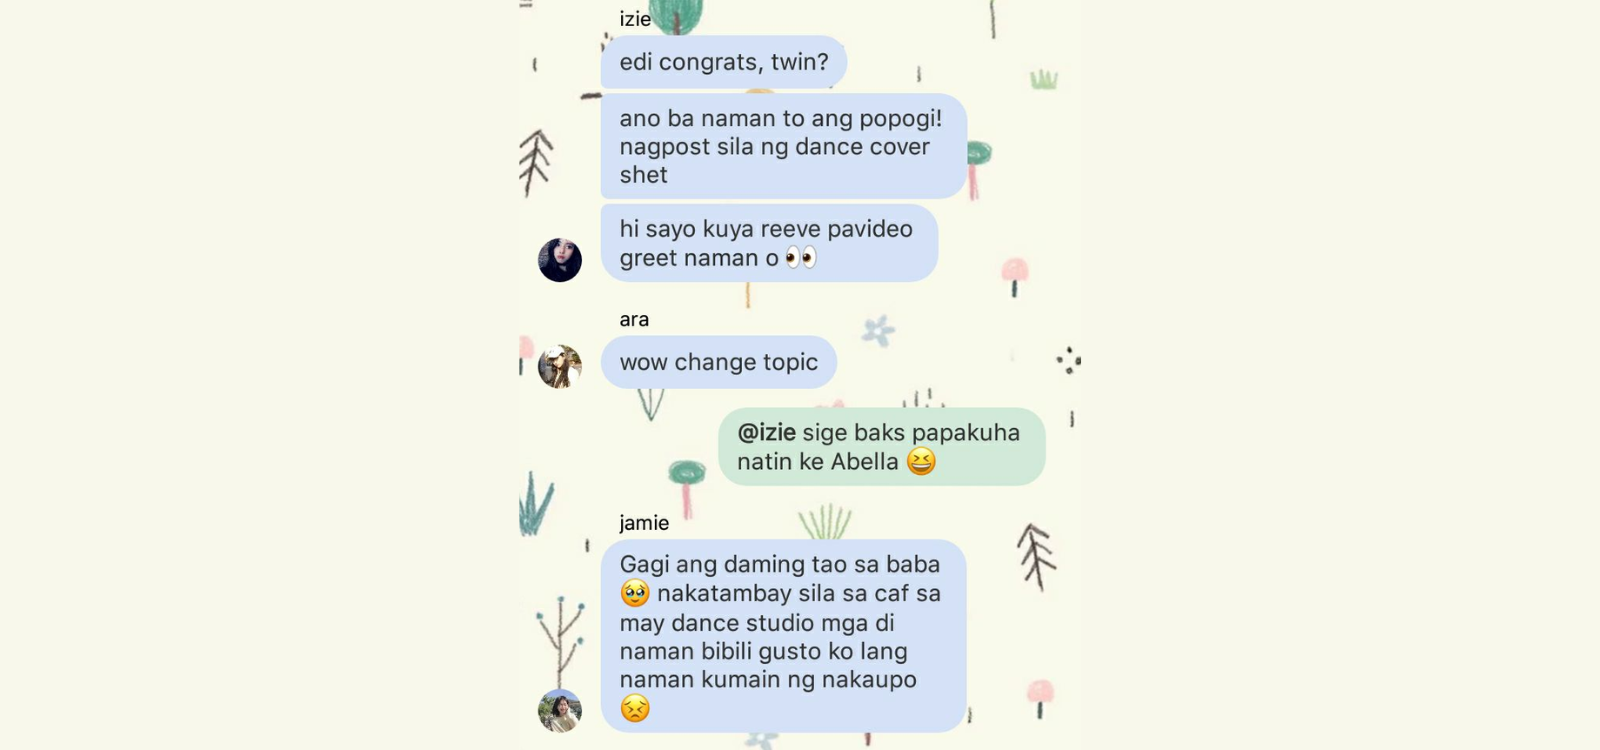 izie
edi congrats, twin?
ano ba naman to ang popogi!
nagpost sila ng dance cover
shet
hi sayo kuya reeve pavideo
greet naman o 👀
ara
wow change topic
@izie sige baks papakuha
natin ke Abella 😆
jamie
Gagi ang daming tao sa baba
🥹 nakatambay sila sa caf sa
may dance studio mga di
naman bibili gusto ko lang
naman kumain ng nakaupo
😣